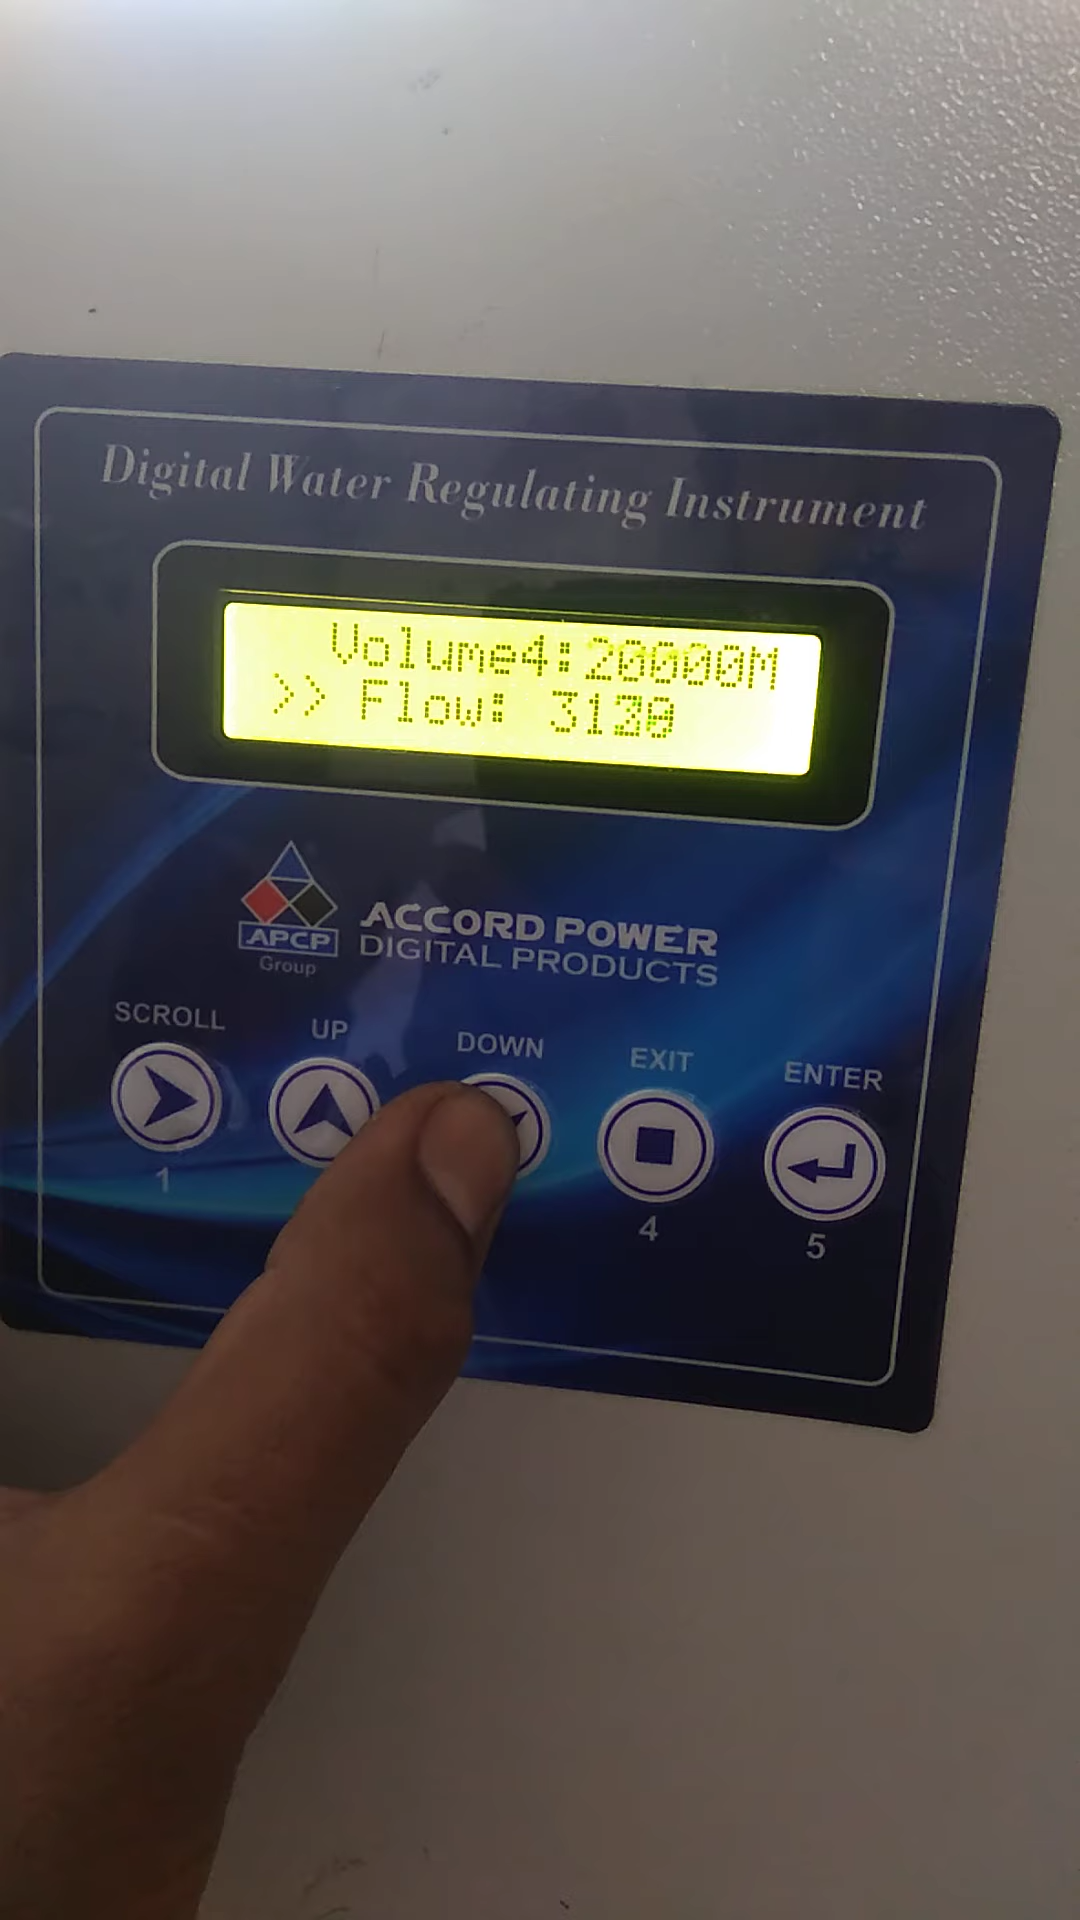 Digital Water Regulating Instrument
Volume4:20000M
>> Flow: 3120
APCP
Group
ACCORD POWER
DIGITAL PRODUCTS
SCROLL
UP
DOWN
EXIT
ENTER
1
4
5